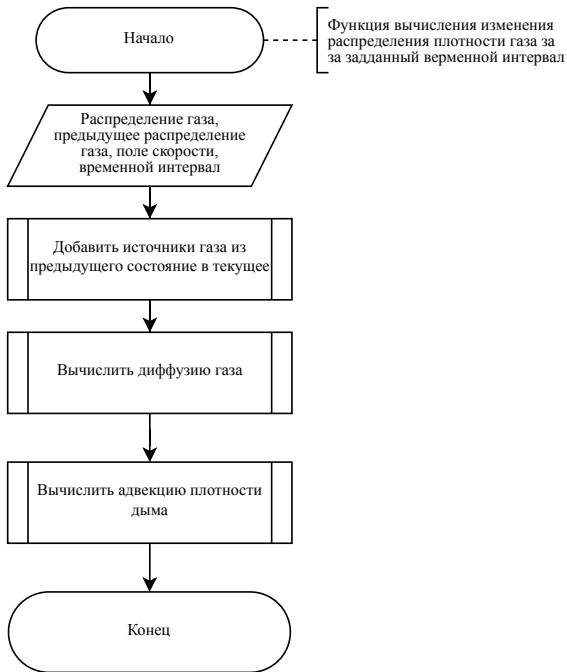 Начало
Функция вычисления изменения
распределения плотности газа за
за задданный верменной интервал
Распределение газа,
предыдущее распределение
газа, поле скорости,
временной интервал
Добавить источники газа из
предыдущего состояние в текущее
Вычислить диффузию газа
Вычислить адвекцию плотности
дыма
Конец